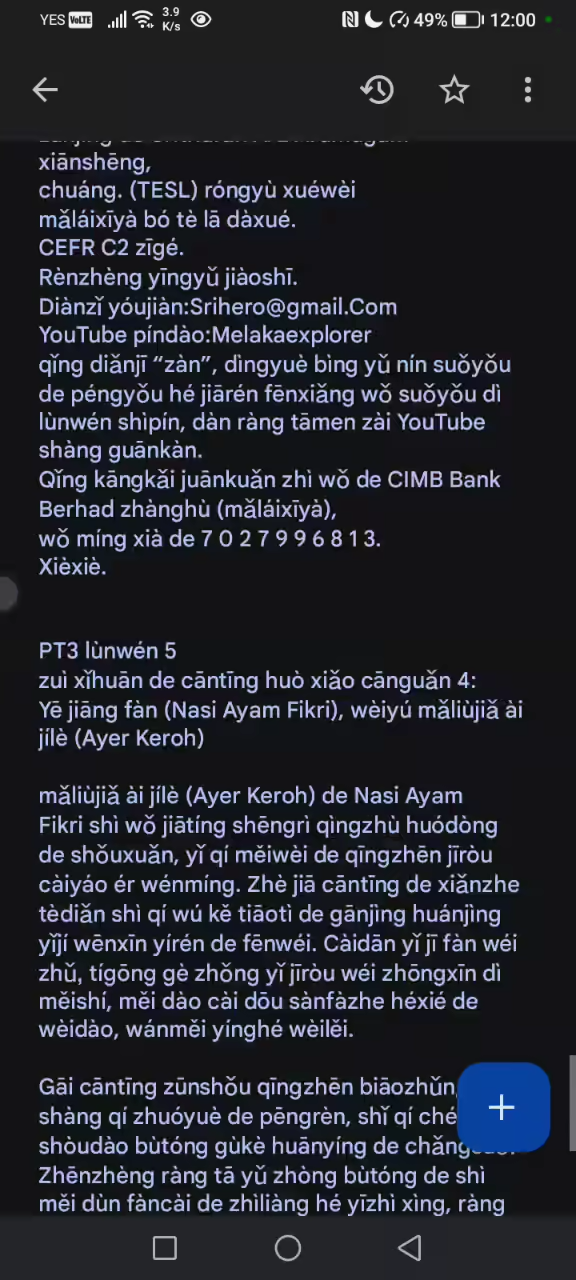 YES VoLTE 3.9 K/s 49% 12:00
xiānshēng,
chuáng. (TESL) róngyù xuéwèi
mǎláixīyà bó tè lā dàxué.
CEFR C2 zīgé.
Rènzhèng yīngyǔ jiàoshī.
Diànzǐ yóujiàn:Srihero@gmail.Com
YouTube píndào:Melakaexplorer
qǐng diǎnjī “zàn”, dìngyuè bìng yǔ nín suǒyǒu
de péngyǒu hé jiārén fēnxiǎng wǒ suǒyǒu dì
lùnwén shìpín, dàn ràng tāmen zài YouTube
shàng guānkàn.
Qǐng kāngkǎi juānkuǎn zhì wǒ de CIMB Bank
Berhad zhànghù (mǎláixīyà),
wǒ míng xià de 7 0 2 7 9 9 6 8 1 3.
Xièxiè.
PT3 lùnwén 5
zuì xǐhuān de cāntīng huò xiǎo cānguǎn 4:
Yē jiāng fàn (Nasi Ayam Fikri), wèiyú mǎliùjiǎ ài
jílè (Ayer Keroh)
mǎliùjiǎ ài jílè (Ayer Keroh) de Nasi Ayam
Fikri shì wǒ jiātíng shēngrì qìngzhù huódòng
de shǒuxuǎn, yǐ qí měiwèi de qīngzhēn jīròu
càiyáo ér wénmíng. Zhè jiā cāntīng de xiǎnzhe
tèdiǎn shì qí wú kě tiāotì de gānjìng huánjìng
yǐjí wēnxīn yírén de fēnwéi. Càidān yǐ jī fàn wéi
zhǔ, tígōng gè zhǒng yǐ jīròu wéi zhōngxīn dì
měishí, měi dào cài dōu sànfàzhe héxié de
wèidào, wánměi yínghé wèilěi.
Gāi cāntīng zūnshǒu qīngzhēn biāozhǔn,
shàng qí zhuóyuè de pēngrèn, shǐ qí ché
shòudào bùtóng gùkè huānyíng de
Zhēnzhèng ràng tā yǔ zhòng bùtóng de shì
měi dùn fàncài de zhìliàng hé yīzhì xìng, ràng